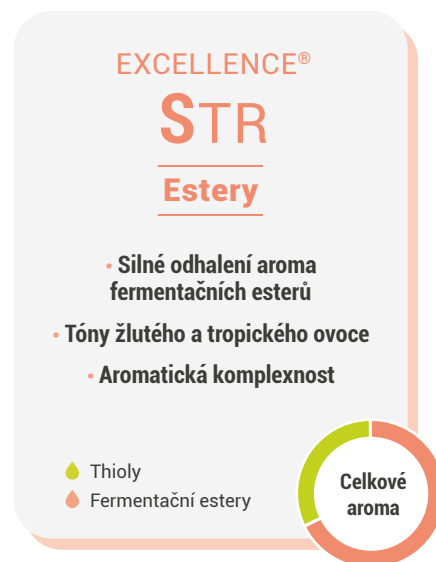 EXCELLENCE®
STR
Estery
• Silné odhalení aroma
fermentačních esterů
• Tóny žlutého a tropického ovoce
• Aromatická komplexnost
Thioly
Fermentační estery
Celkové
aroma